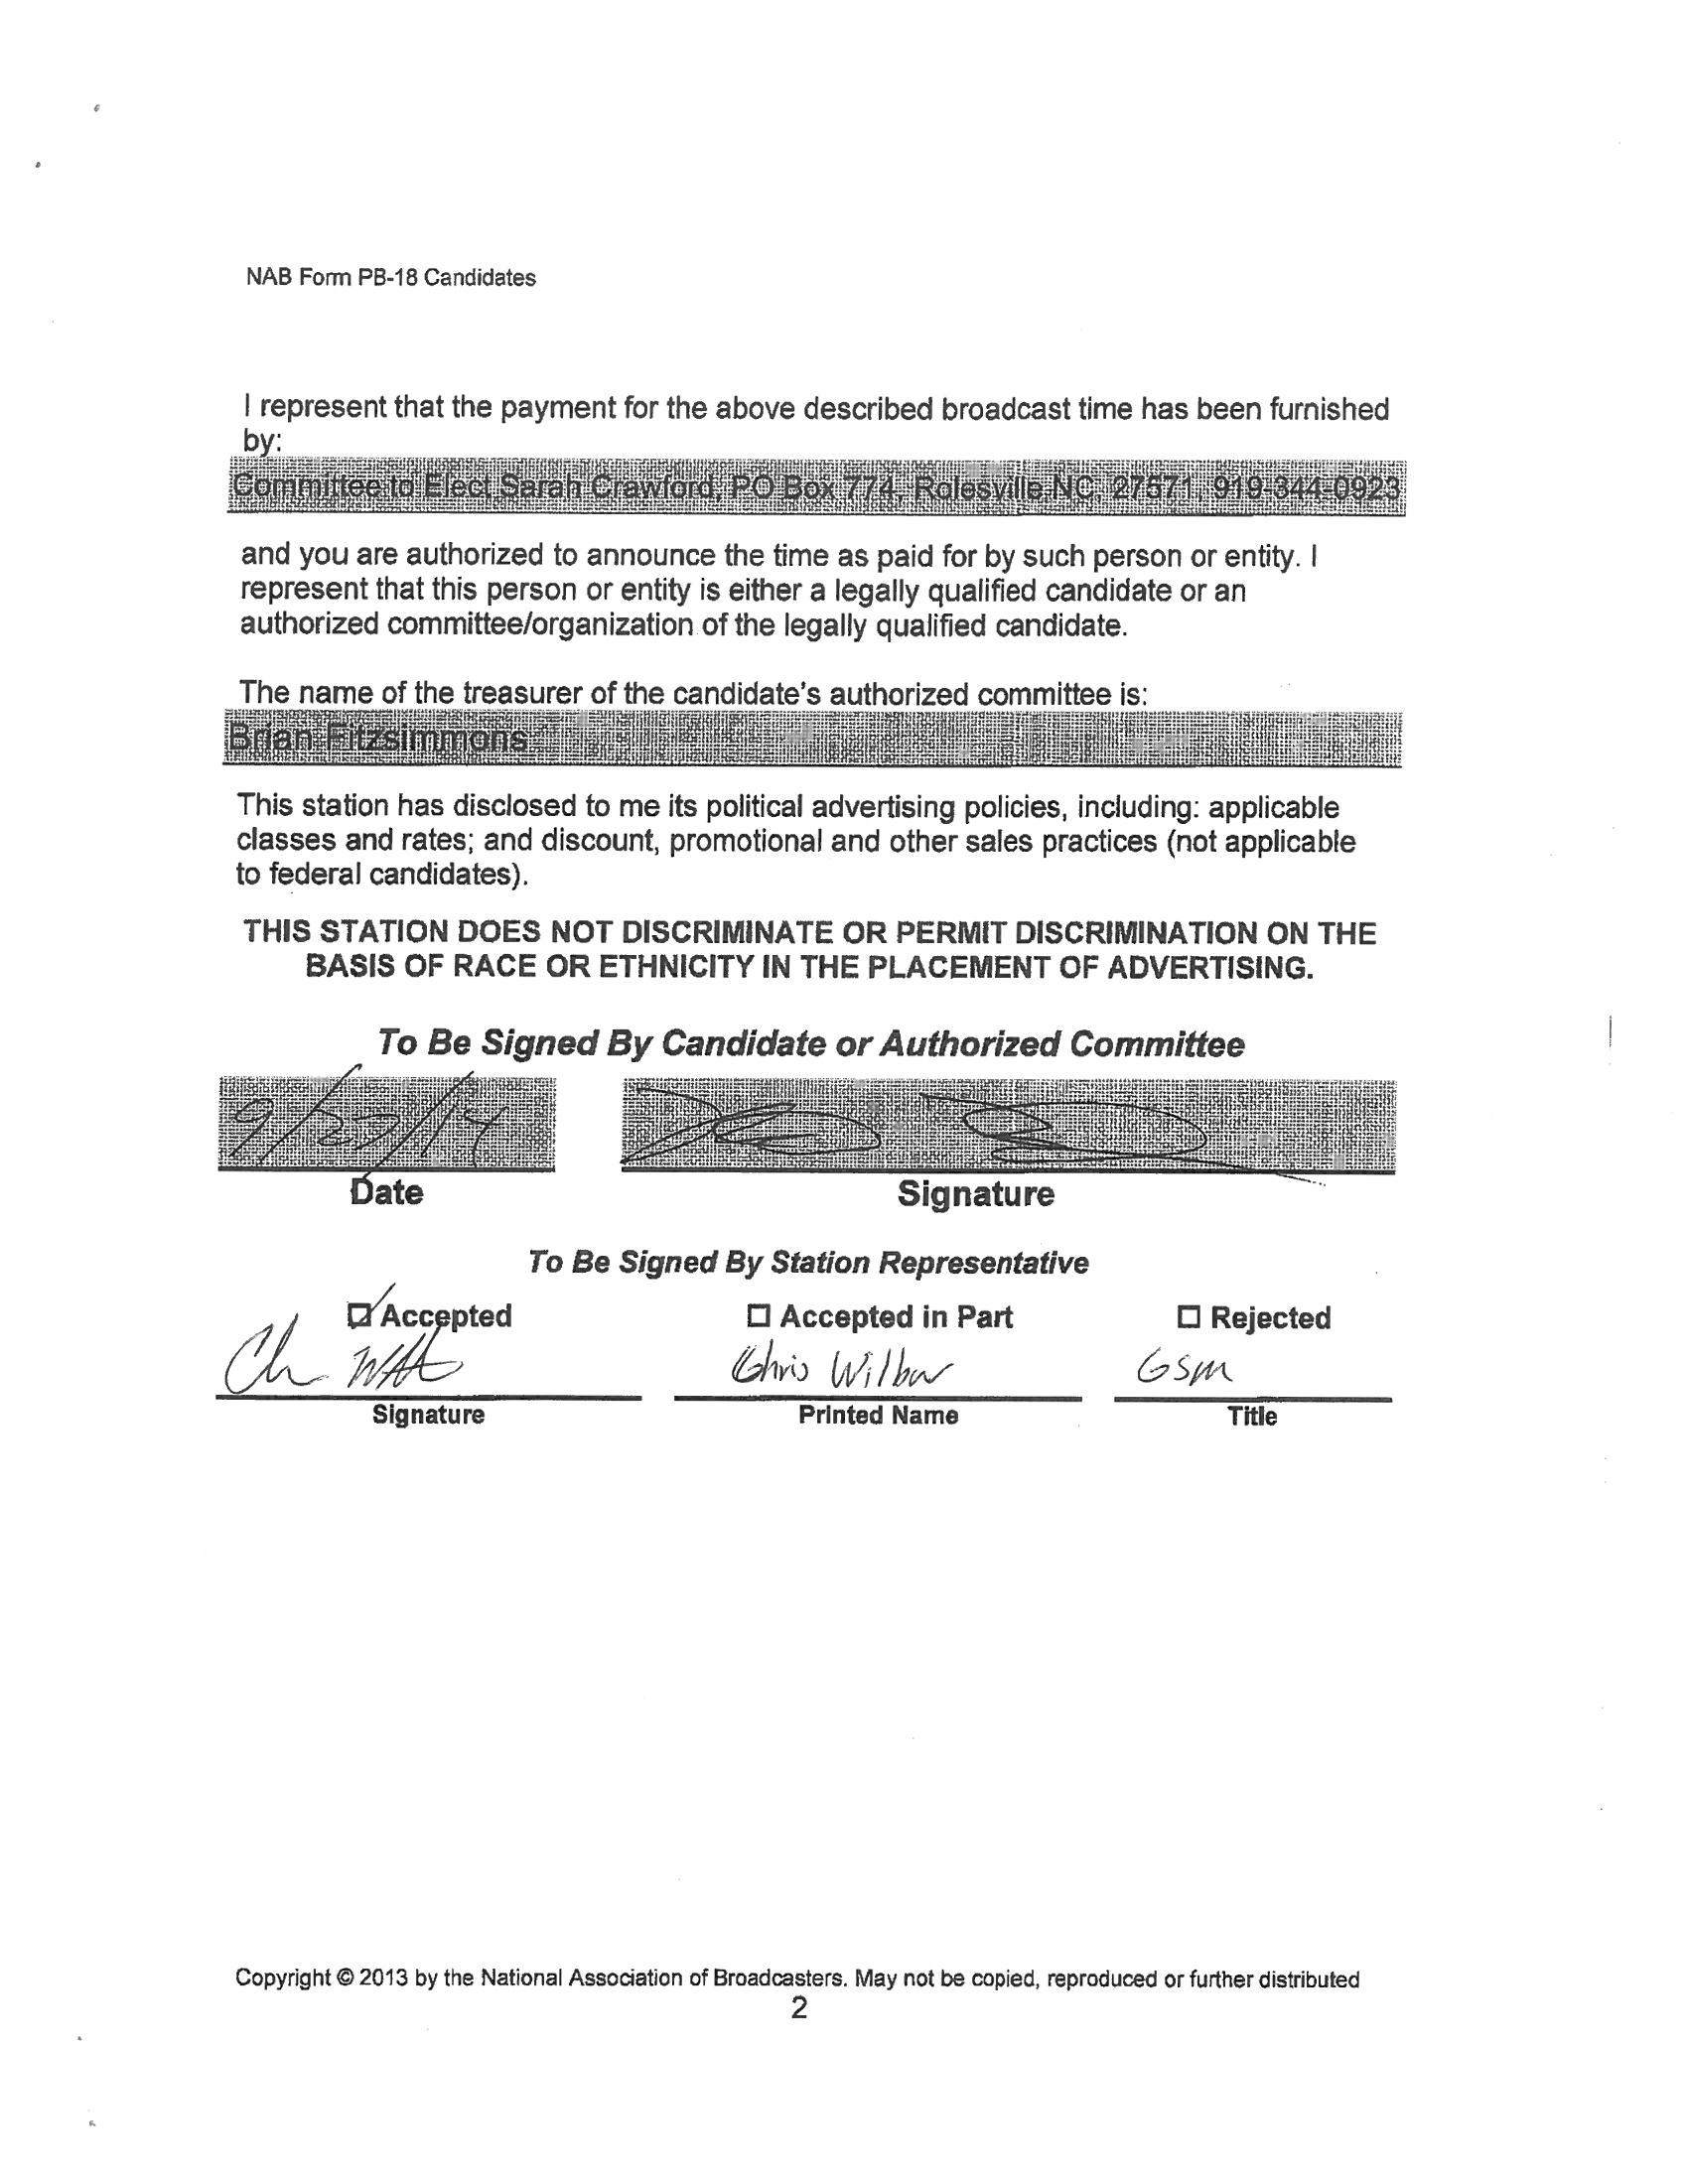 NAB Form PB-18 Candidates
I represent that the payment for the above described broadcast time has been furnished
by:
Committee to Elect Sarah Crawford, PO Box 774, Rolesville NC, 27571, 919-344-0923
and you are authorized to announce the time as paid for by such person or entity. I
represent that this person or entity is either a legally qualified candidate or an
authorized committee/organization of the legally qualified candidate.
The name of the treasurer of the candidate's authorized committee is:
Brian Fitzsimmons
This station has disclosed to me its political advertising policies, including: applicable
classes and rates; and discount, promotional and other sales practices (not applicable
to federal candidates).
THIS STATION DOES NOT DISCRIMINATE OR PERMIT DISCRIMINATION ON THE
BASIS OF RACE OR ETHNICITY IN THE PLACEMENT OF ADVERTISING.
To Be Signed By Candidate or Authorized Committee
9/27/14
Date Signature
To Be Signed By Station Representative
Accepted Accepted in Part Rejected
Chris Wilbur GSM
Signature Printed Name Title
Copyright © 2013 by the National Association of Broadcasters. May not be copied, reproduced or further distributed
2